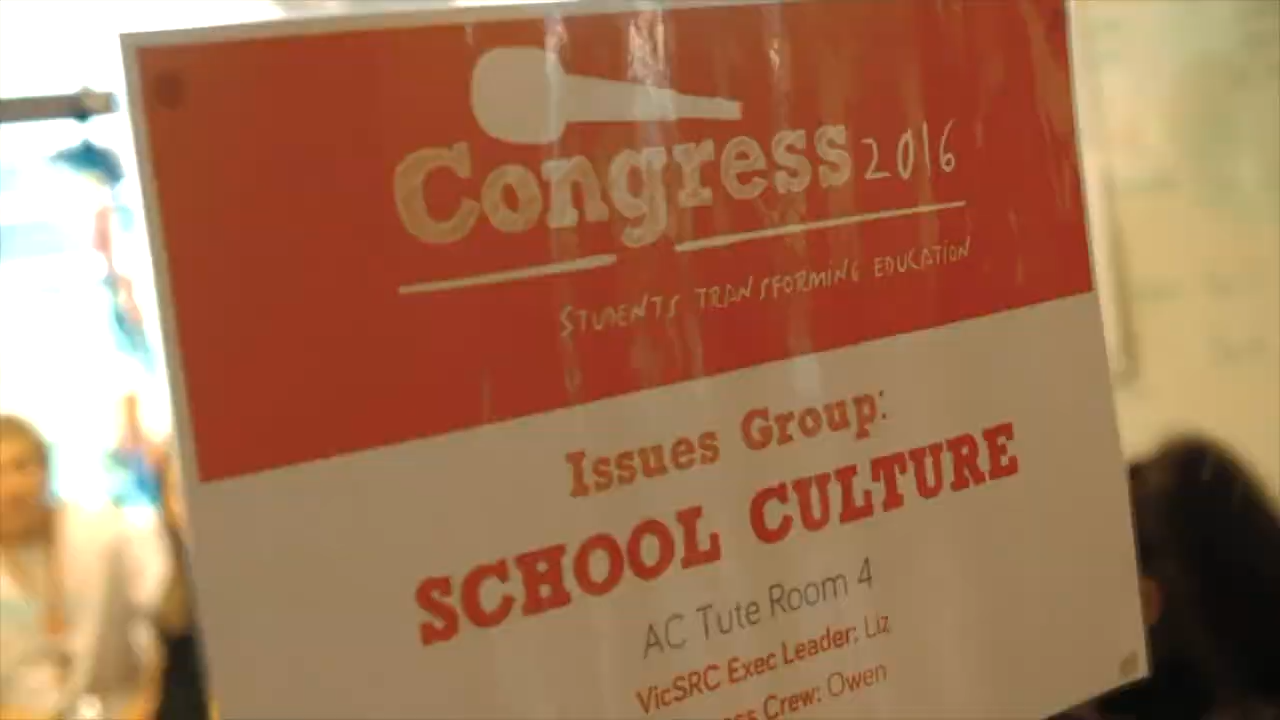 Congress 2016
STUDENTS TRANSFORMING EDUCATION
Issues Group:
SCHOOL CULTURE
AC Tute Room 4
VicSRC Exec Leader: Liz
Crew: Owen